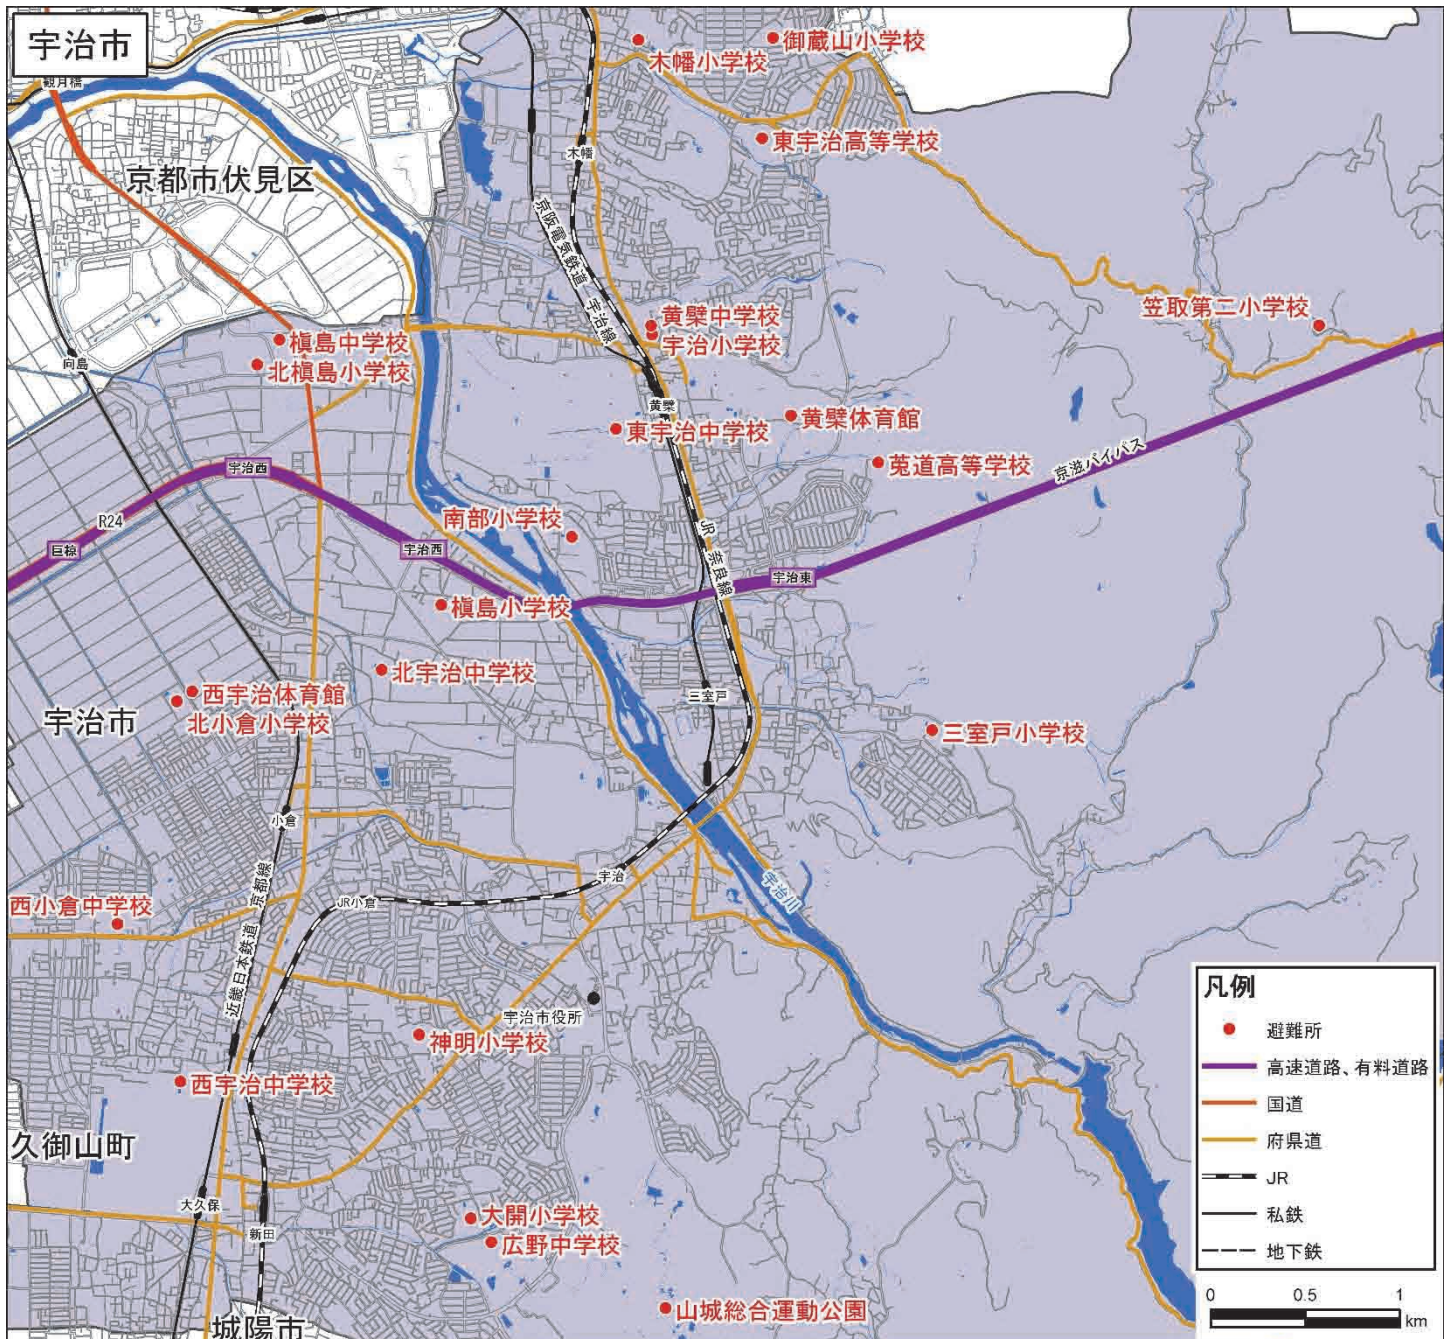 宇治市
観月橋
木幡小学校
御蔵山小学校
東宇治高等学校
木幡
京都市伏見区
京阪電気鉄道 宇治線
笠取第二小学校
黄檗中学校
宇治小学校
槇島中学校
北槇島小学校
向島
黄檗
東宇治中学校
黄檗体育館
莵道高等学校
京滋バイパス
宇治西
R24
巨椋
宇治西
南部小学校
JR 奈良線
宇治東
槇島小学校
北宇治中学校
西宇治体育館
北小倉小学校
宇治市
三室戸
三室戸小学校
小倉
宇治
宇治川
JR小倉
西小倉中学校
近畿日本鉄道 京都線
宇治市役所
神明小学校
西宇治中学校
久御山町
大久保
新田
大開小学校
広野中学校
山城総合運動公園
城陽市
凡例
避難所
高速道路、有料道路
国道
府県道
JR
私鉄
地下鉄
0 0.5 1
km